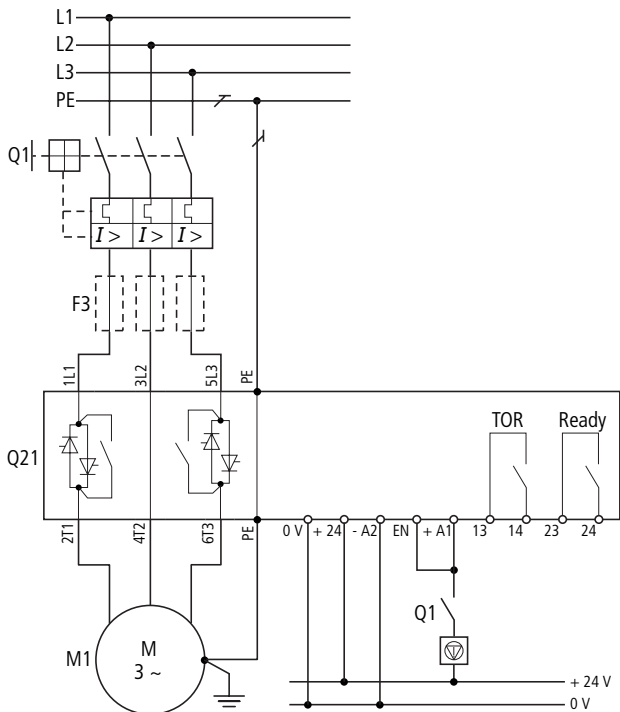 L1
L2
L3
PE
Q1
I > I > I >
F3
1L1 3L2 5L3 PE
TOR Ready
Q21
2T1 4T2 6T3 PE 0 V + 24 - A2 EN + A1 13 14 23 24
Q1
M1 M
3 ~
+ 24 V
0 V